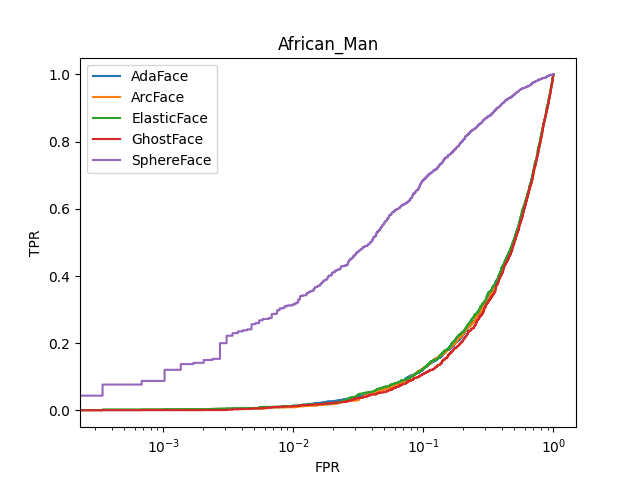 African_Man
AdaFace
ArcFace
ElasticFace
GhostFace
SphereFace
1.0
0.8
0.6
0.4
0.2
0.0
TPR
10⁻³
10⁻²
10⁻¹
10⁰
FPR